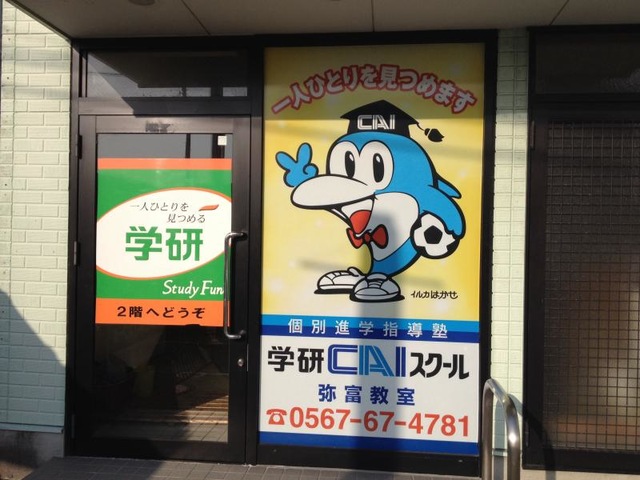 一人ひとりを
見つめる
学研
Study Fun
2階へどうぞ
一人ひとりを見つめます
CAI
イルカはかせ
個別進学指導塾
学研CAIスクール
弥富教室
☎0567-67-4781